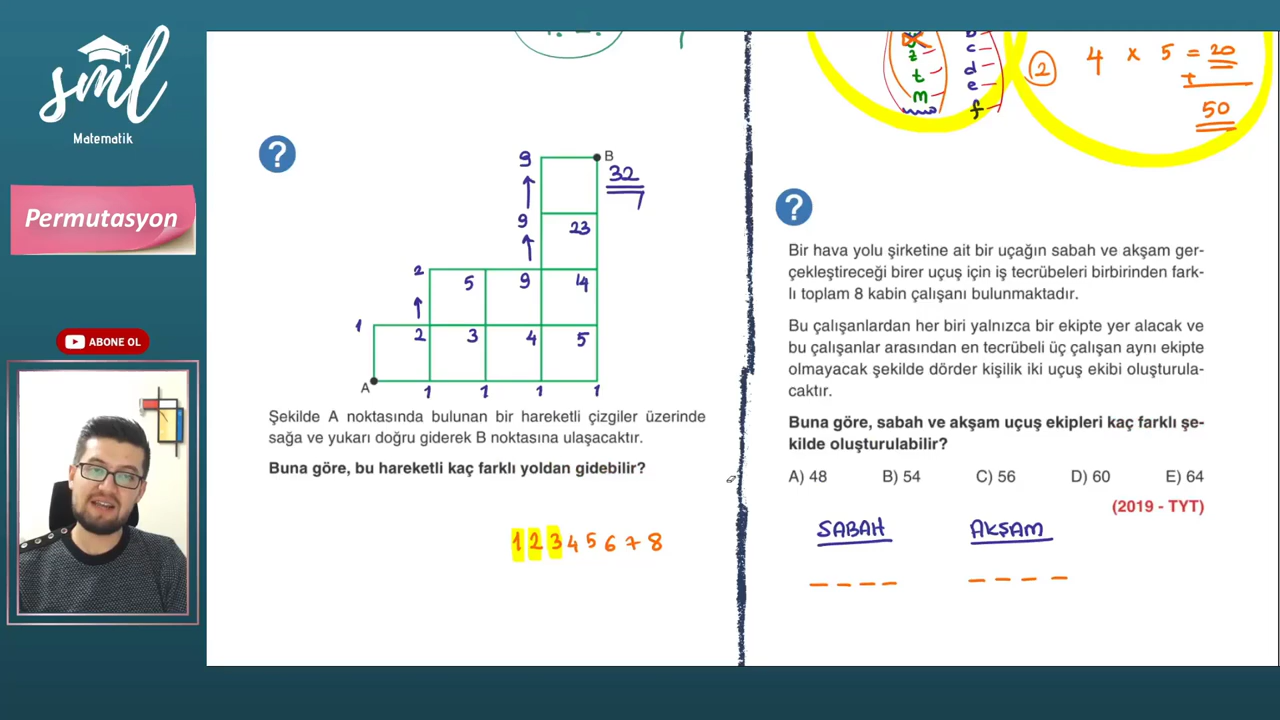 sml
Matematik
Permutasyon
ABONE OL
9
B
32
9
23
2
5
9
14
1
2
3
4
5
A
1
1
1
1
Şekilde A noktasında bulunan bir hareketli çizgiler üzerinde
sağa ve yukarı doğru giderek B noktasına ulaşacaktır.
Buna göre, bu hareketli kaç farklı yoldan gidebilir?
1 2 3 4 5 6 7 8
z
t
m
c
d
e
f
2
4 x 5 = 20
+
50
?
?
Bir hava yolu şirketine ait bir uçağın sabah ve akşam ger-
çekleştireceği birer uçuş için iş tecrübeleri birbirinden fark-
lı toplam 8 kabin çalışanı bulunmaktadır.
Bu çalışanlardan her biri yalnızca bir ekipte yer alacak ve
bu çalışanlar arasından en tecrübeli üç çalışan aynı ekipte
olmayacak şekilde dörder kişilik iki uçuş ekibi oluşturula-
caktır.
Buna göre, sabah ve akşam uçuş ekipleri kaç farklı şe-
kilde oluşturulabilir?
A) 48 B) 54 C) 56 D) 60 E) 64
(2019 - TYT)
SABAH AKŞAM